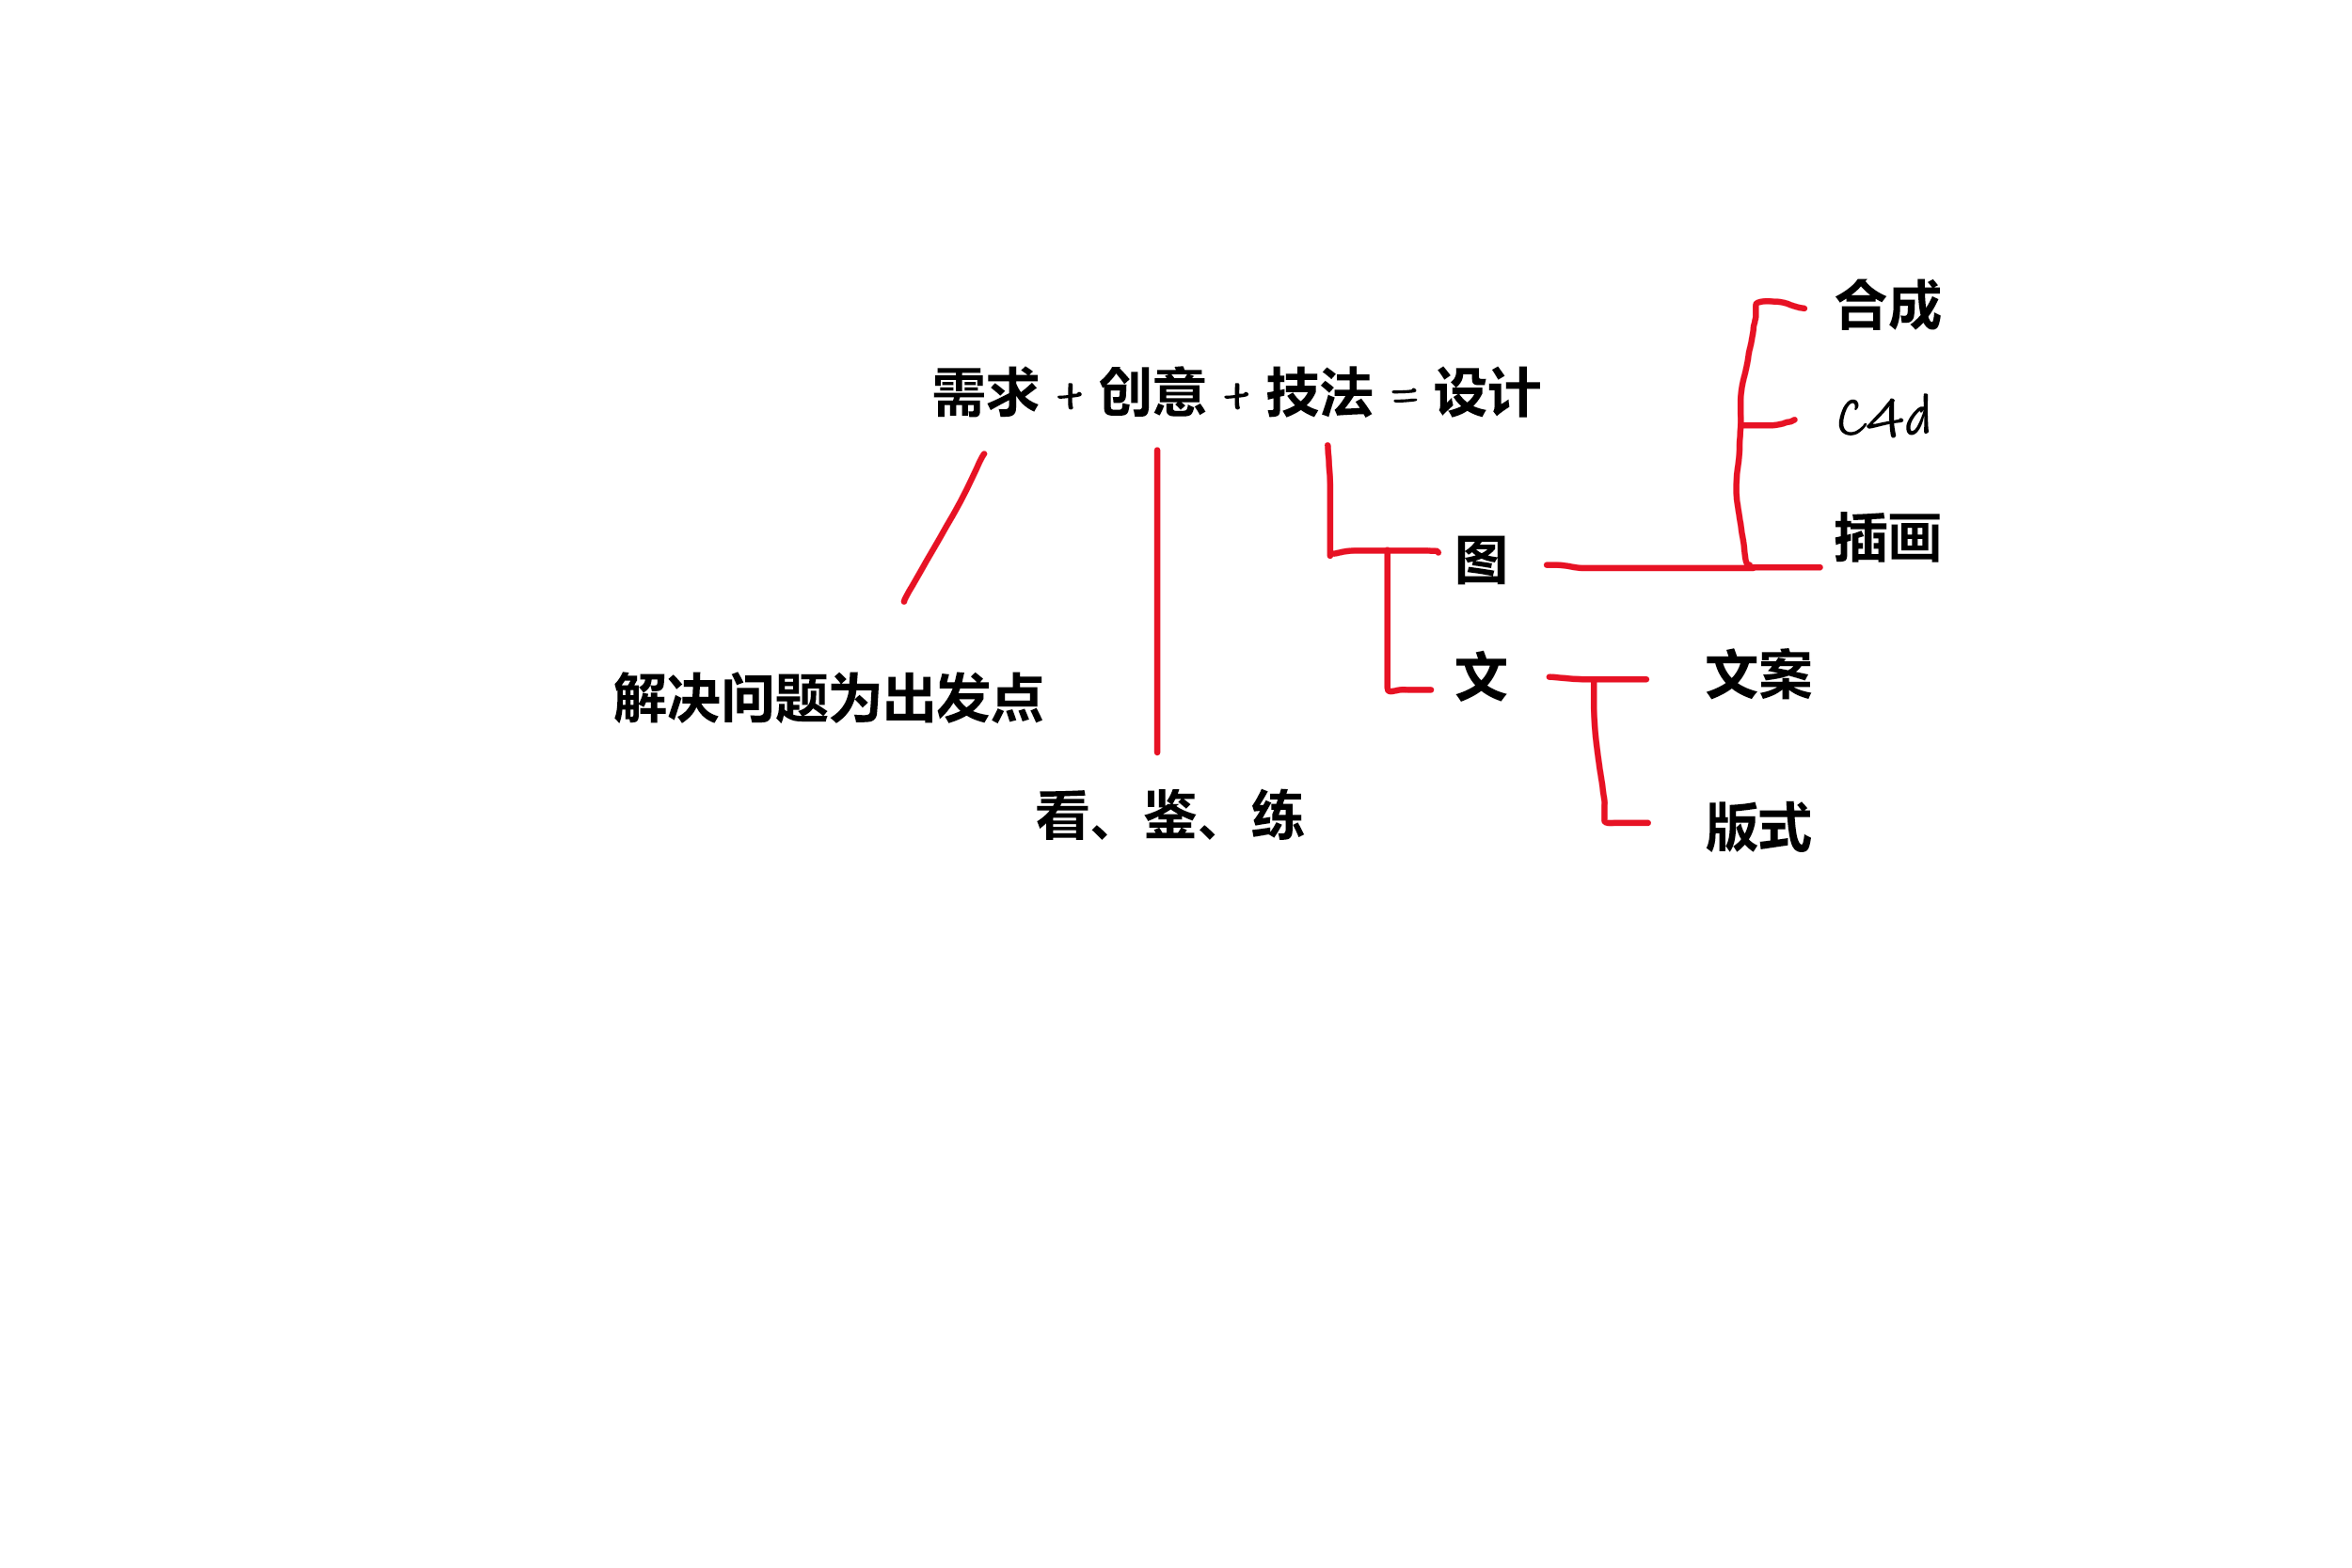 合成
需求+创意+技法=设计
C4d
插画
图
文
文案
解决问题为出发点
看、鉴、练
版式